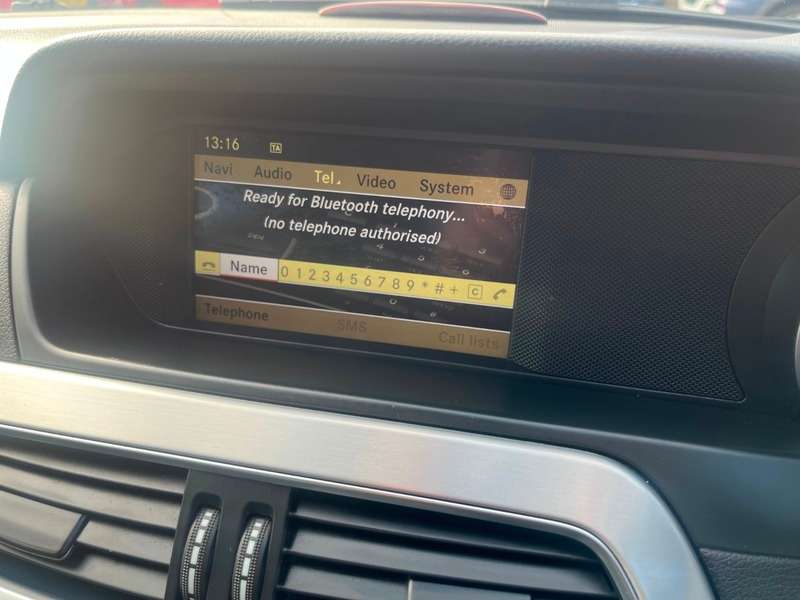 13:16 TA
Navi Audio Tel Video System
Ready for Bluetooth telephony...
(no telephone authorised)
Name 0 1 2 3 4 5 6 7 8 9 * # + C
Telephone SMS Call lists